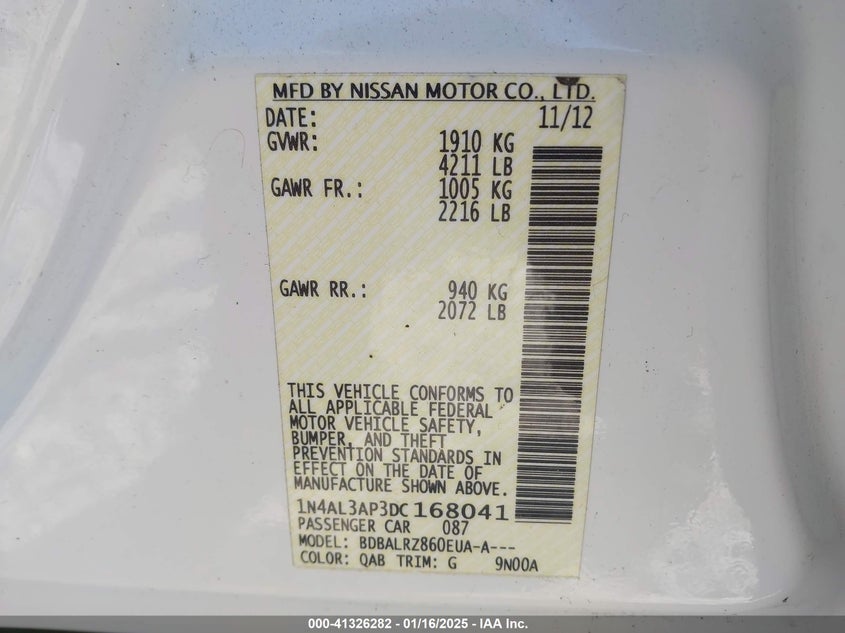 MFD BY NISSAN MOTOR CO., LTD.
DATE: 11/12
GVWR: 1910 KG
4211 LB
GAWR FR.: 1005 KG
2216 LB
GAWR RR.: 940 KG
2072 LB
THIS VEHICLE CONFORMS TO
ALL APPLICABLE FEDERAL
MOTOR VEHICLE SAFETY,
BUMPER, AND THEFT
PREVENTION STANDARDS IN
EFFECT ON THE DATE OF
MANUFACTURE SHOWN ABOVE.
1N4AL3AP3DC168041
PASSENGER CAR 087
MODEL: BDBALRZ860EUA-A---
COLOR: QAB TRIM: G 9N00A
000-41326282 - 01/16/2025 - IAA Inc.